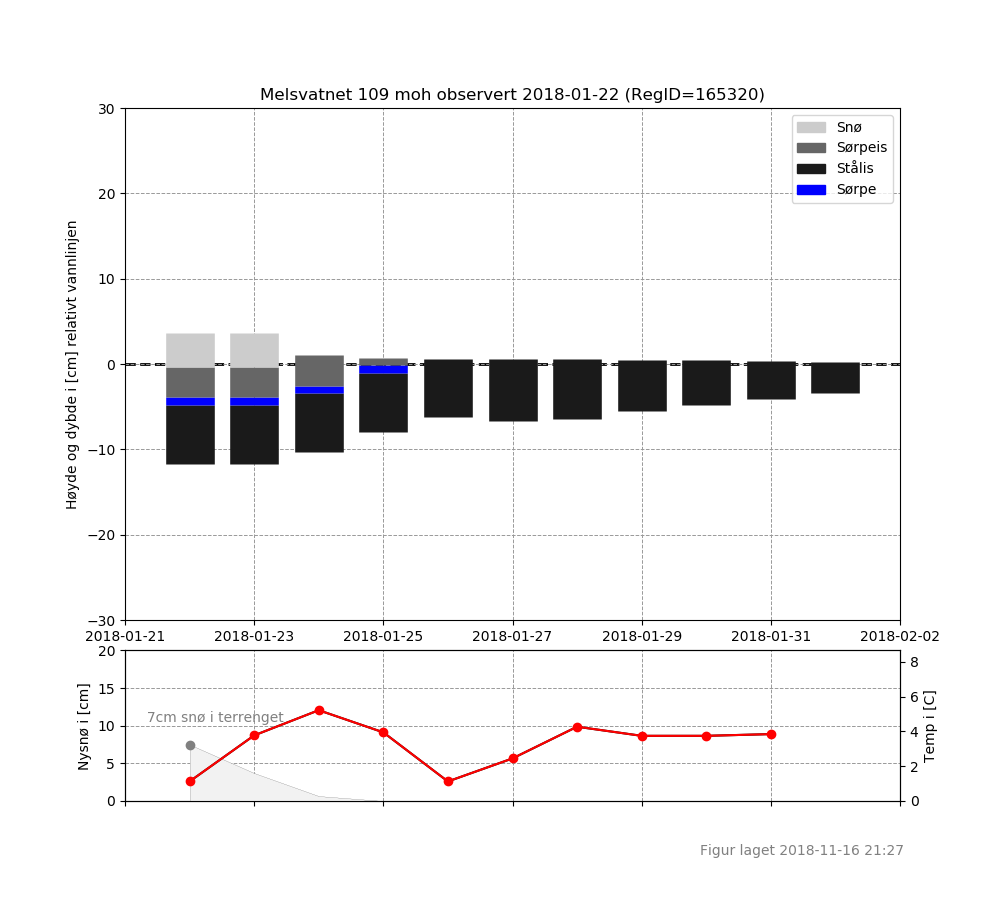 Melsvatnet 109 moh observert 2018-01-22 (RegID=165320)
Høyde og dybde i [cm] relativt vannlinjen
30
20
10
0
−10
−20
−30
Snø
Sørpeis
Stålis
Sørpe
2018-01-21 2018-01-23 2018-01-25 2018-01-27 2018-01-29 2018-01-31 2018-02-02
Nysnø i [cm]
20
15
10
5
0
7cm snø i terrenget
8
6
4
2
0
Temp i [C]
Figur laget 2018-11-16 21:27